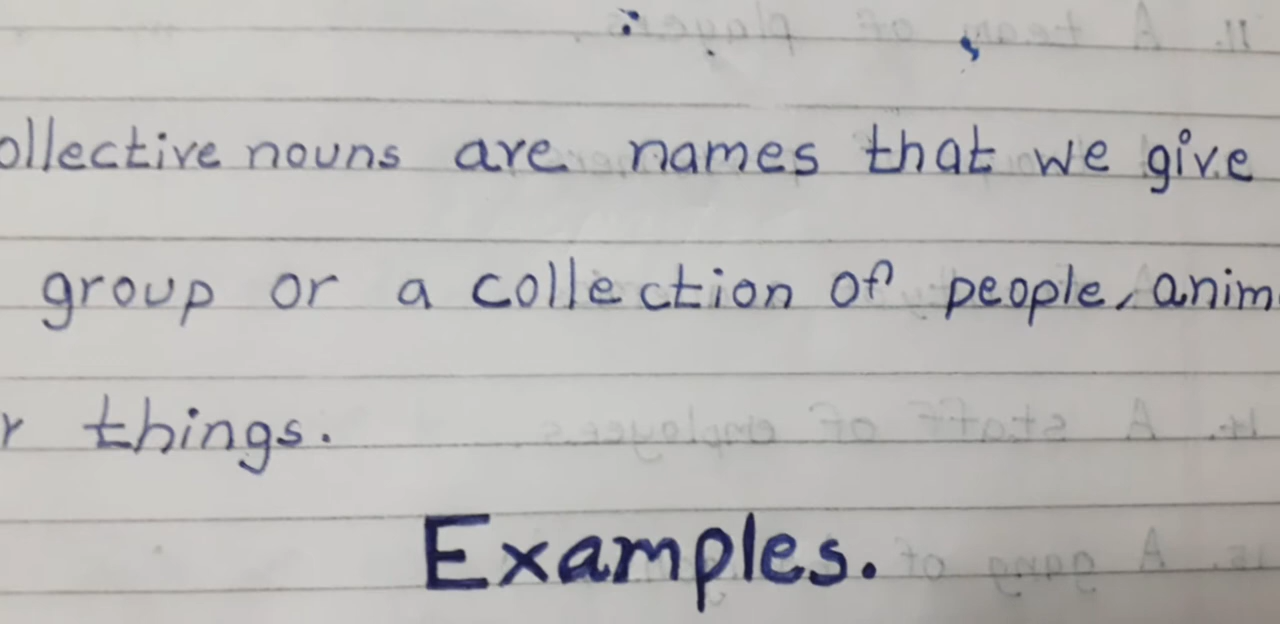 ollective nouns are names that we give
group or a collection of people, anim
r things.
Examples.